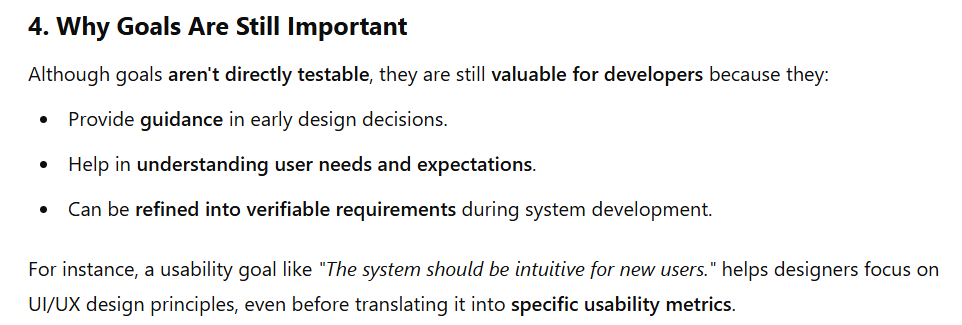 4. Why Goals Are Still Important
Although goals aren't directly testable, they are still valuable for developers because they:
• Provide guidance in early design decisions.
• Help in understanding user needs and expectations.
• Can be refined into verifiable requirements during system development.
For instance, a usability goal like "The system should be intuitive for new users." helps designers focus on
UI/UX design principles, even before translating it into specific usability metrics.